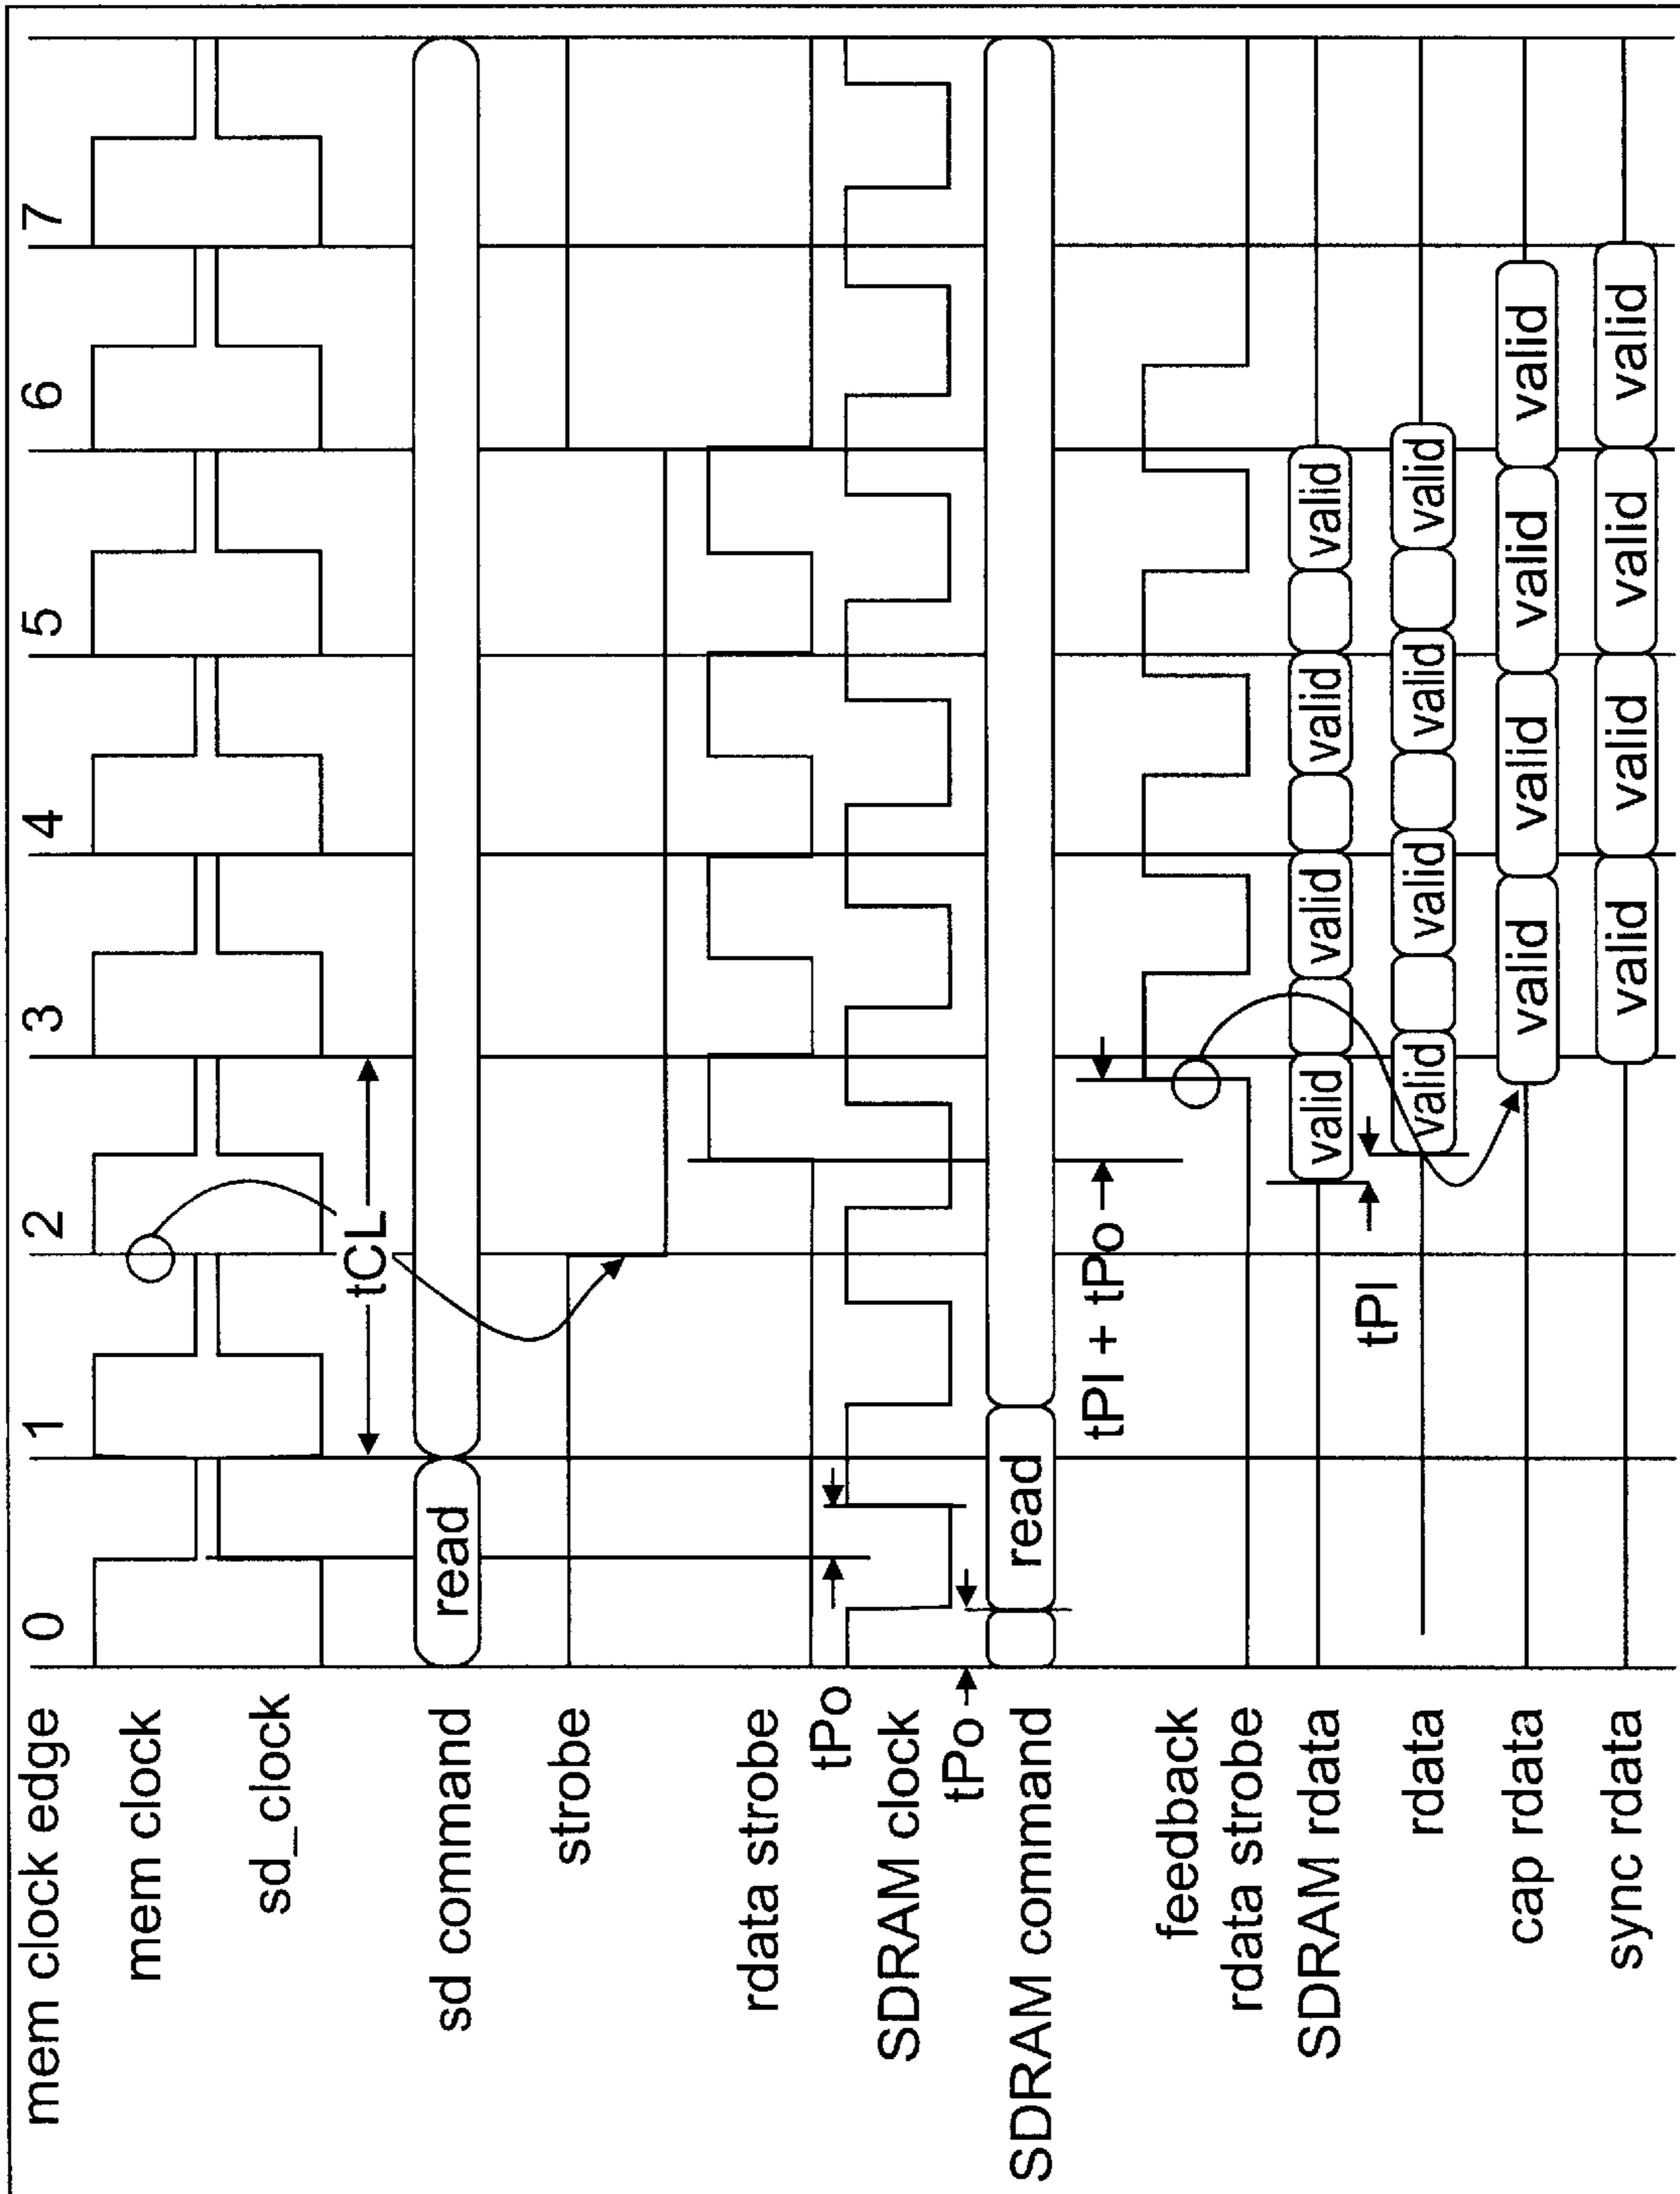 mem clock edge 0 1 2 3 4 5 6 7
mem clock
sd_clock
tCL
sd command read
strobe
rdata strobe
tPo
SDRAM clock
tPo
SDRAM command read
tPI + tPo
feedback
rdata strobe
SDRAM rdata valid valid valid valid
tPI
rdata valid valid valid valid
cap rdata valid valid valid valid
sync rdata valid valid valid valid